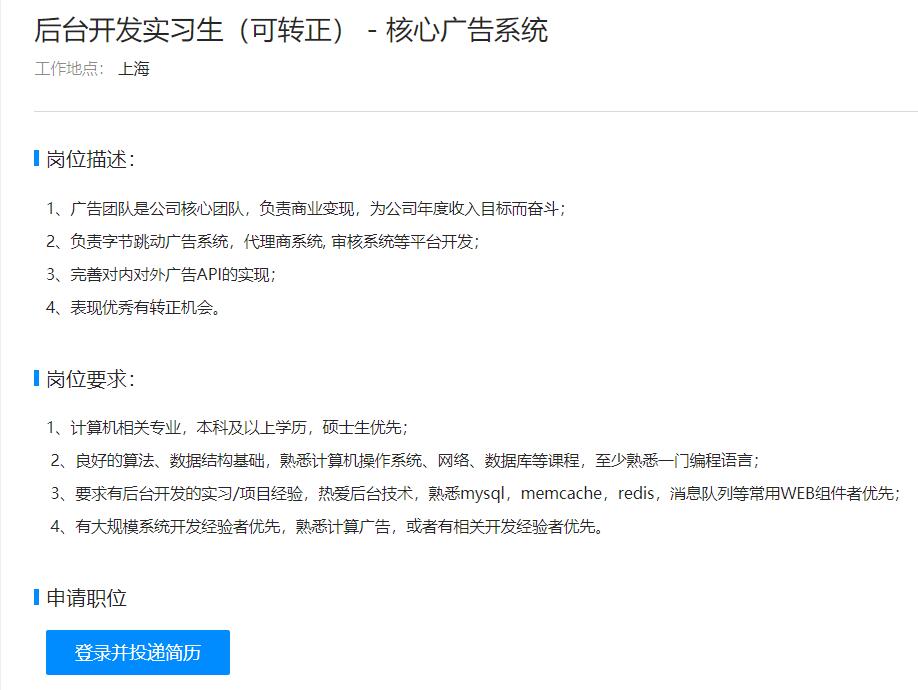 后台开发实习生（可转正） - 核心广告系统
工作地点： 上海
岗位描述：
1、广告团队是公司核心团队，负责商业变现，为公司年度收入目标而奋斗；
2、负责字节跳动广告系统，代理商系统, 审核系统等平台开发；
3、完善对内对外广告API的实现；
4、表现优秀有转正机会。
岗位要求：
1、计算机相关专业，本科及以上学历，硕士生优先；
2、良好的算法、数据结构基础，熟悉计算机操作系统、网络、数据库等课程，至少熟悉一门编程语言；
3、要求有后台开发的实习/项目经验，热爱后台技术，熟悉mysql，memcache，redis，消息队列等常用WEB组件者优先；
4、有大规模系统开发经验者优先，熟悉计算广告，或者有相关开发经验者优先。
申请职位
登录并投递简历